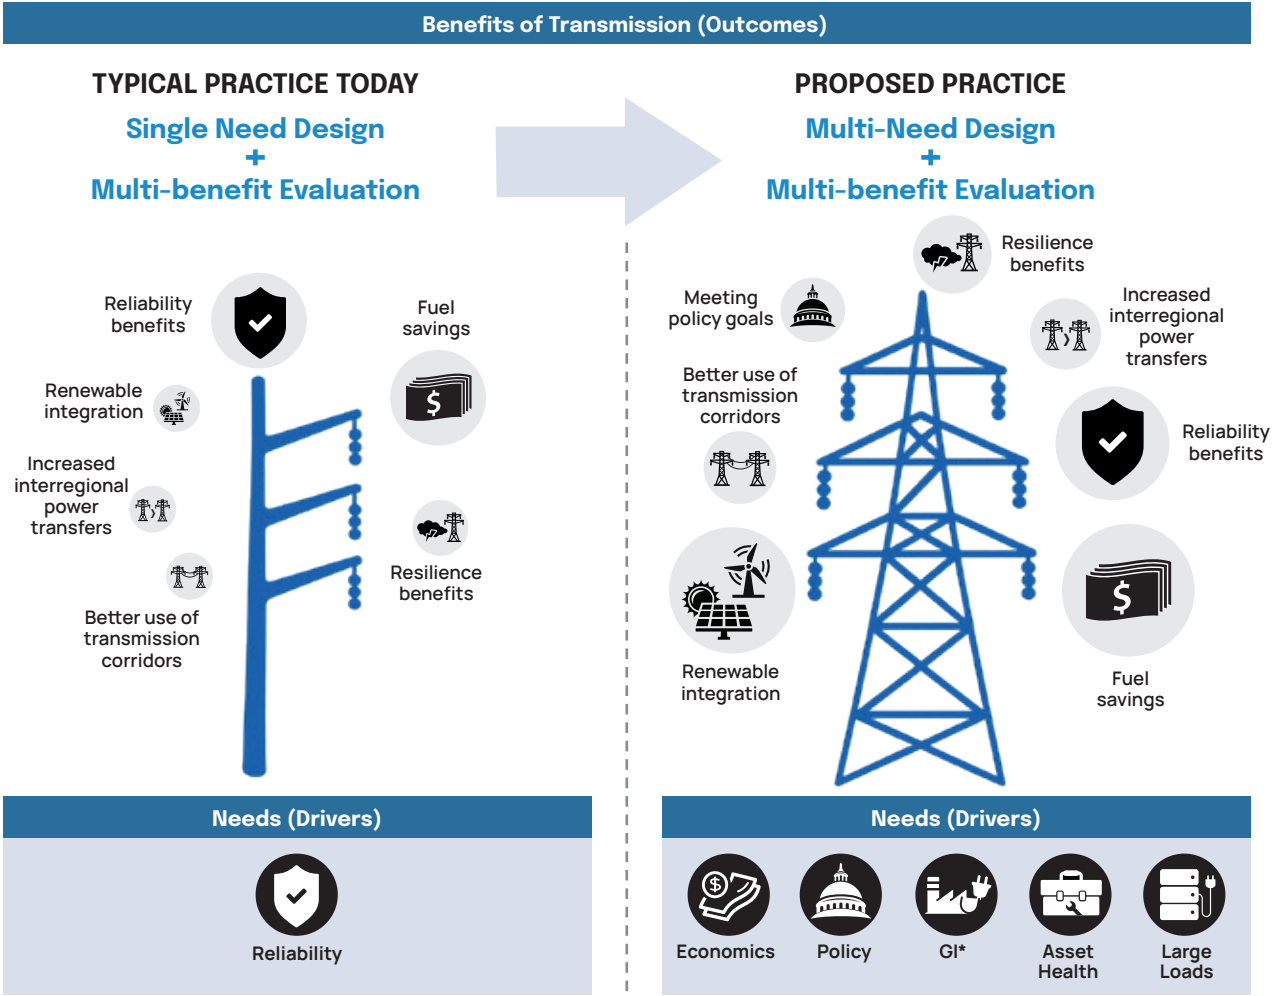 Benefits of Transmission (Outcomes)
TYPICAL PRACTICE TODAY
Single Need Design
+
Multi-benefit Evaluation
Reliability
benefits
Fuel
savings
$
Renewable
integration
Increased
interregional
power
transfers
Better use of
transmission
corridors
Resilience
benefits
Needs (Drivers)
Reliability
PROPOSED PRACTICE
Multi-Need Design
+
Multi-benefit Evaluation
Resilience
benefits
Meeting
policy goals
Increased
interregional
power
transfers
Better use of
transmission
corridors
Reliability
benefits
Renewable
integration
$
Fuel
savings
Needs (Drivers)
$
Economics
Policy
GI*
Asset
Health
Large
Loads